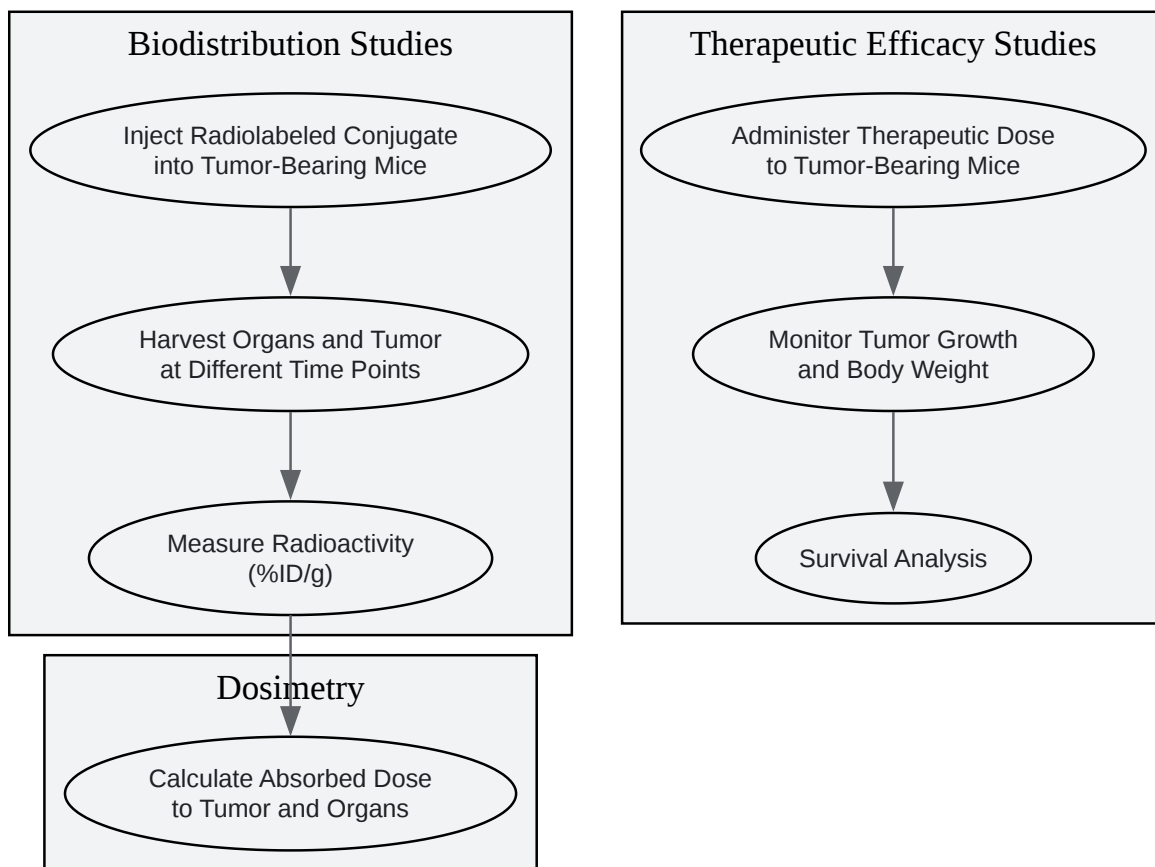 Biodistribution Studies
Inject Radiolabeled Conjugate
into Tumor-Bearing Mice
Harvest Organs and Tumor
at Different Time Points
Measure Radioactivity
(%ID/g)
Dosimetry
Calculate Absorbed Dose
to Tumor and Organs
Therapeutic Efficacy Studies
Administer Therapeutic Dose
to Tumor-Bearing Mice
Monitor Tumor Growth
and Body Weight
Survival Analysis